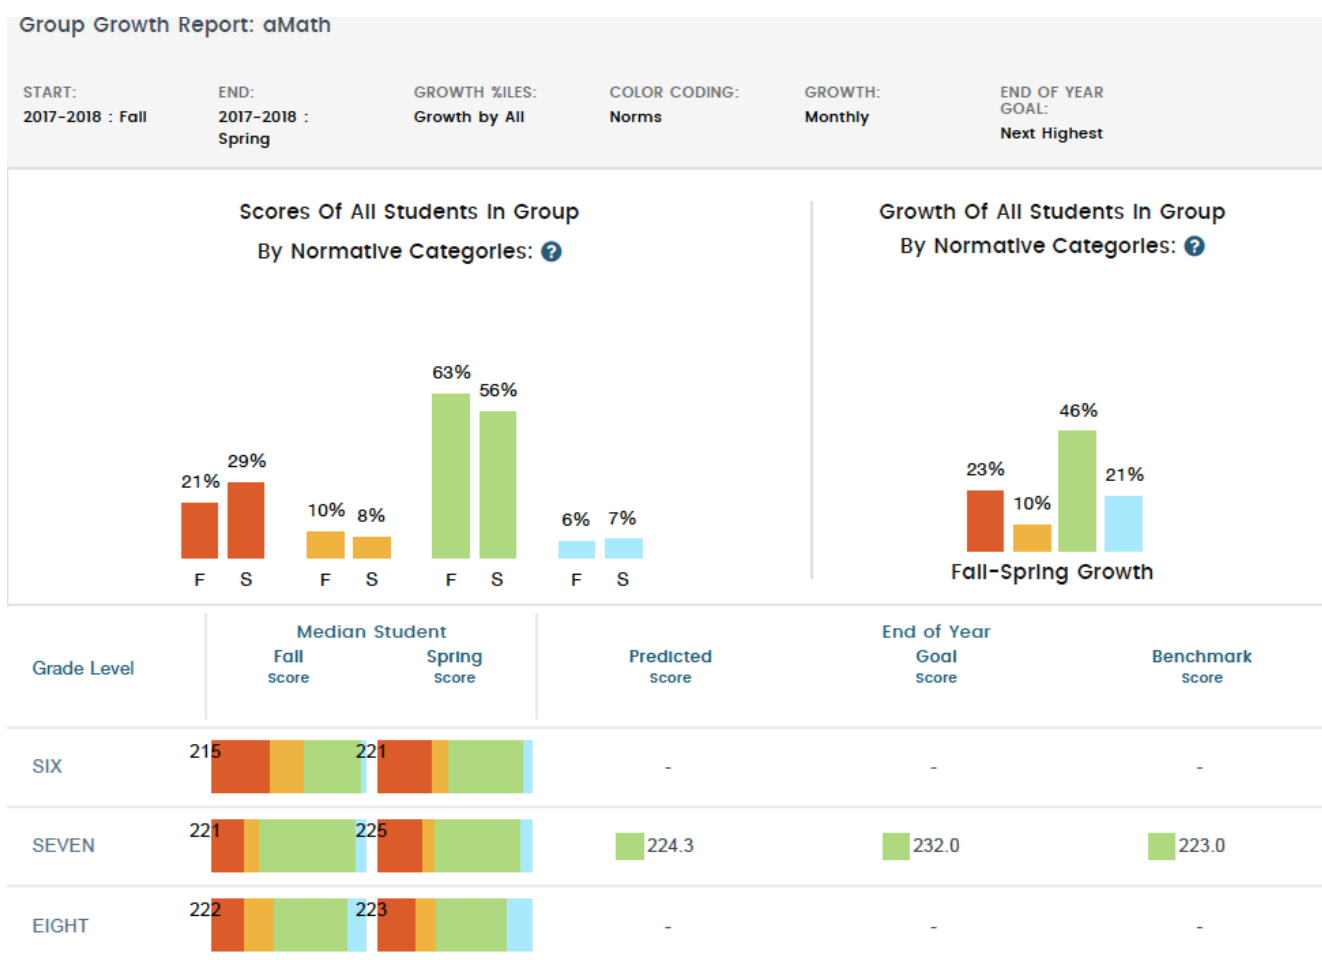 Group Growth Report: aMath
START: END: GROWTH %ILES: COLOR CODING: GROWTH: END OF YEAR GOAL:
2017-2018 : Fall 2017-2018 : Spring Growth by All Norms Monthly Next Highest
Scores Of All Students In Group
By Normative Categories: ?
63%
56%
29%
21%
10% 8%
6% 7%
F S F S F S F S
Growth Of All Students In Group
By Normative Categories: ?
46%
23%
21%
10%
Fall-Spring Growth
Median Student End of Year
Grade Level Fall Score Spring Score Predicted Score Goal Score Benchmark Score
SIX 215 221 - - -
SEVEN 221 225 224.3 232.0 223.0
EIGHT 222 223 - - -